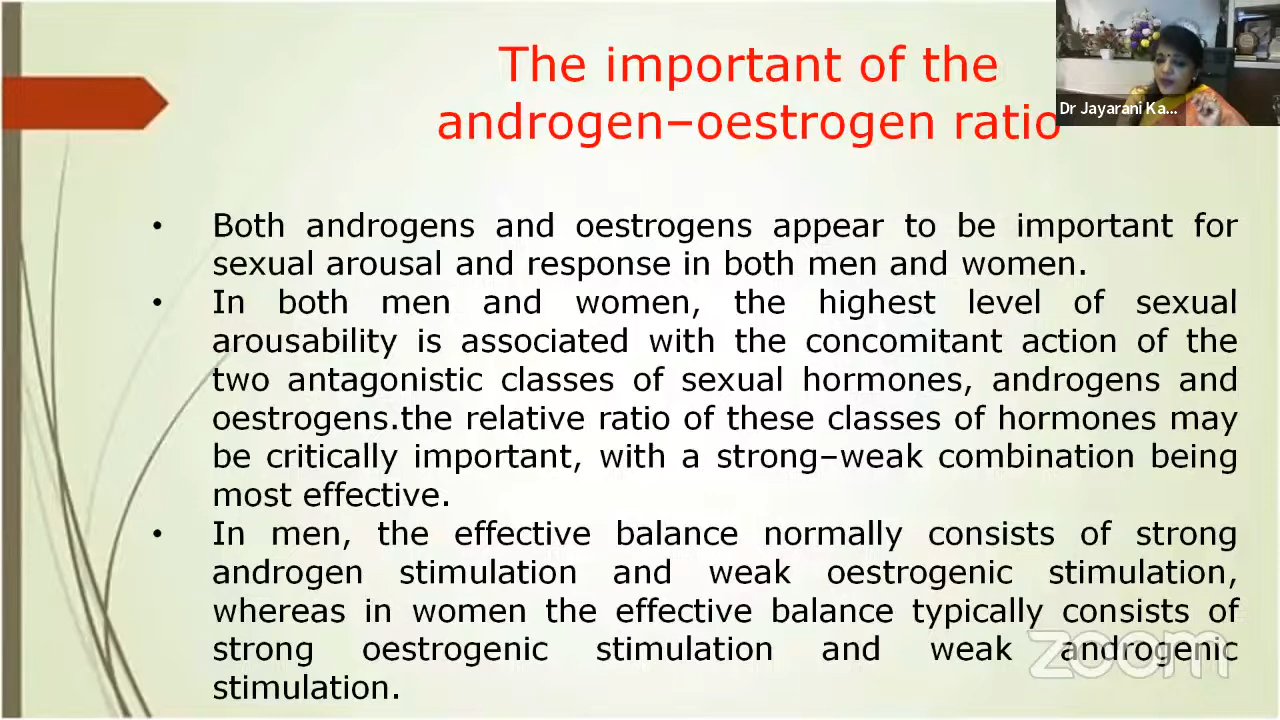 The important of the
androgen–oestrogen ratio
Dr Jayarani Ka...
• Both androgens and oestrogens appear to be important for
sexual arousal and response in both men and women.
• In both men and women, the highest level of sexual
arousability is associated with the concomitant action of the
two antagonistic classes of sexual hormones, androgens and
oestrogens.the relative ratio of these classes of hormones may
be critically important, with a strong–weak combination being
most effective.
• In men, the effective balance normally consists of strong
androgen stimulation and weak oestrogenic stimulation,
whereas in women the effective balance typically consists of
strong oestrogenic stimulation and weak androgenic
stimulation.
zoom